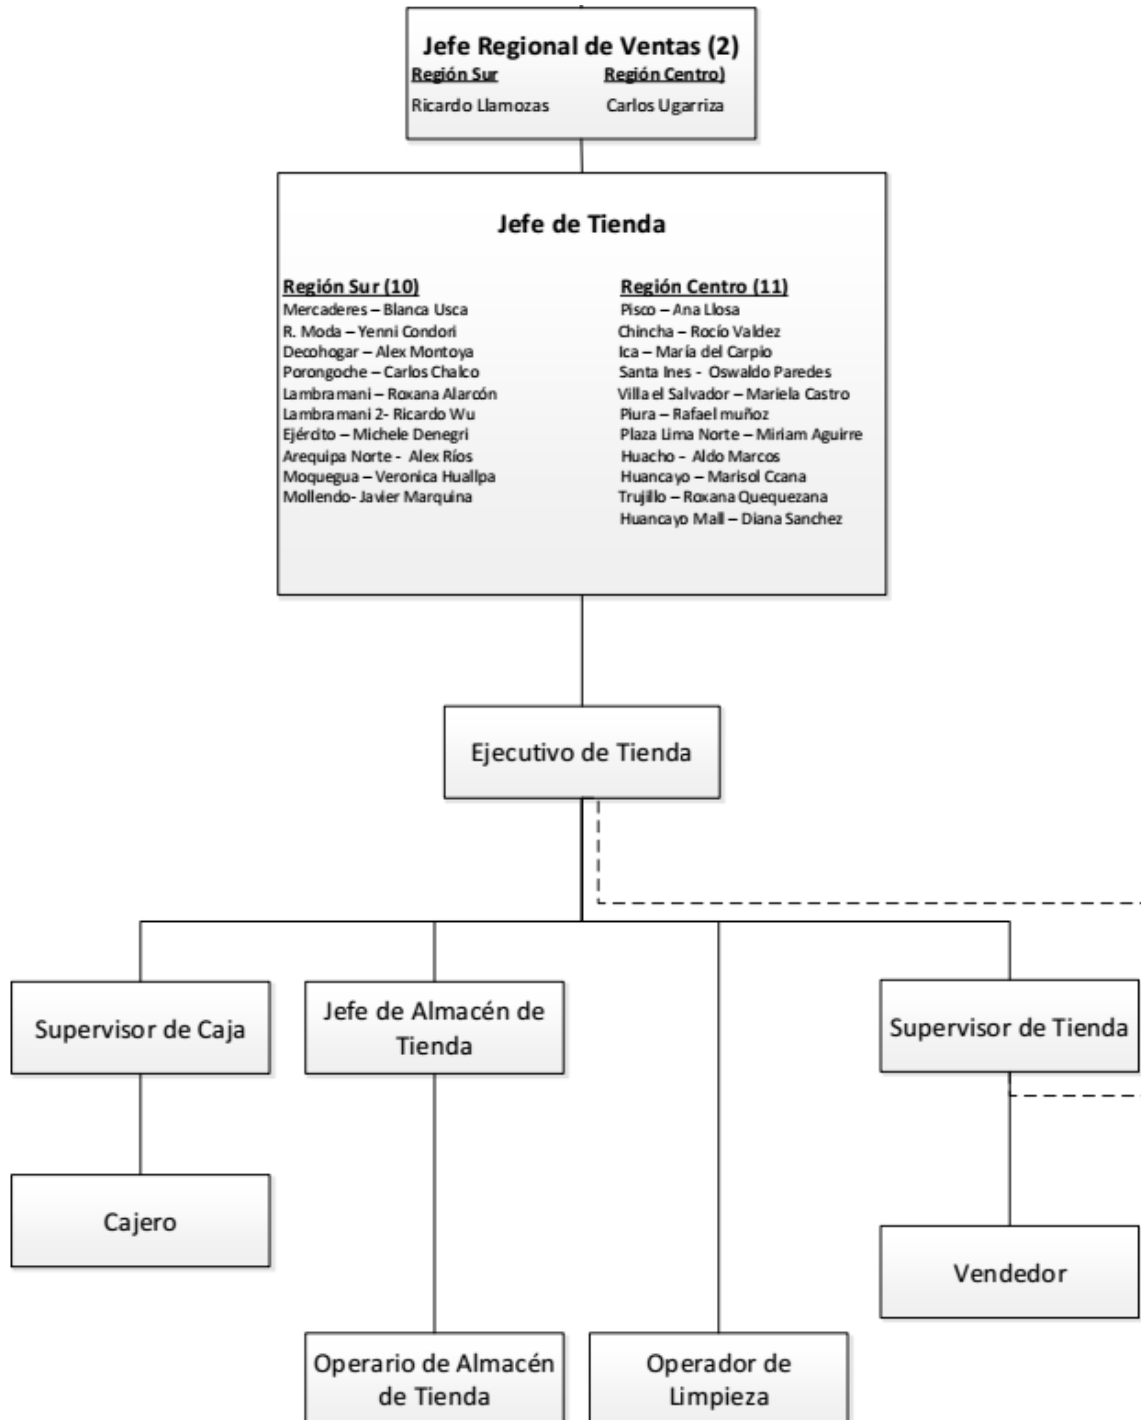 Jefe Regional de Ventas (2)
Región Sur
Ricardo Llamozas
Región Centro)
Carlos Ugarriza
Jefe de Tienda
Región Sur (10)
Mercaderes – Blanca Usca
R. Moda – Yenni Condori
Decohogar – Alex Montoya
Porongoche – Carlos Chalco
Lambramani – Roxana Alarcón
Lambramani 2- Ricardo Wu
Ejército – Michele Denegri
Arequipa Norte - Alex Ríos
Moquegua – Veronica Huallpa
Mollendo- Javier Marquina
Región Centro (11)
Pisco – Ana Llosa
Chincha – Rocío Valdez
Ica – María del Carpio
Santa Ines - Oswaldo Paredes
Villa el Salvador – Mariela Castro
Piura – Rafael muñoz
Plaza Lima Norte – Miriam Aguirre
Huacho - Aldo Marcos
Huancayo – Marisol Ccana
Trujillo – Roxana Quequezana
Huancayo Mall – Diana Sanchez
Ejecutivo de Tienda
Supervisor de Caja
Jefe de Almacén de
Tienda
Supervisor de Tienda
Cajero
Vendedor
Operario de Almacén
de Tienda
Operador de
Limpieza